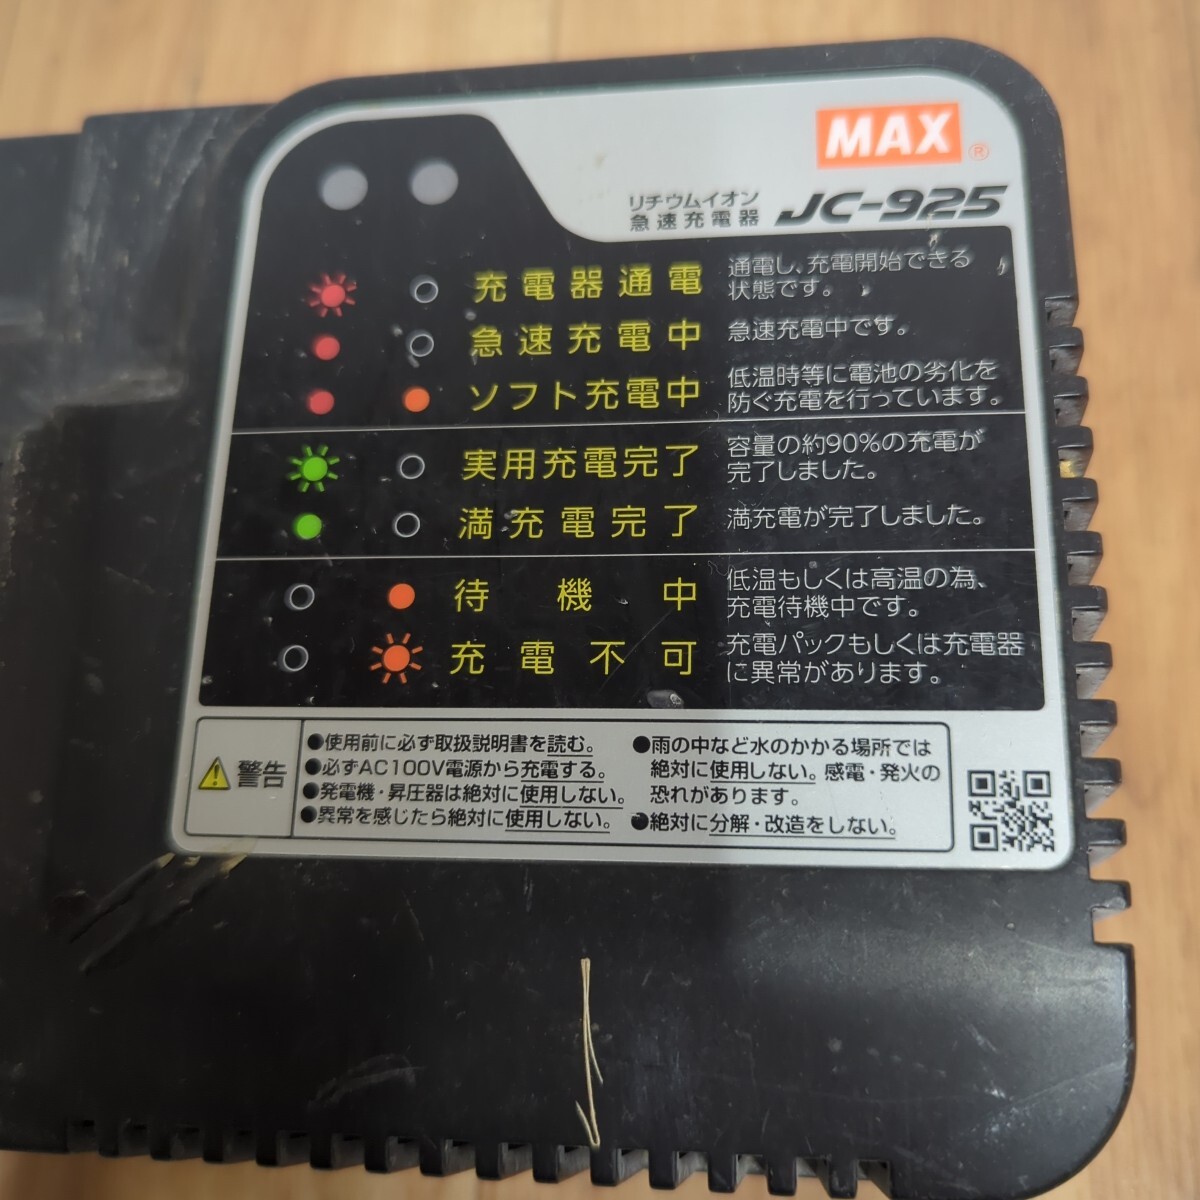 MAX®
リチウムイオン
急速充電器 JC-925
充電器通電 通電し、充電開始できる
状態です。
急速充電中 急速充電中です。
ソフト充電中 低温時等に電池の劣化を
防ぐ充電を行っています。
実用充電完了 容量の約90%の充電が
完了しました。
満充電完了 満充電が完了しました。
待機中 低温もしくは高温の為、
充電待機中です。
充電不可 充電パックもしくは充電器
に異常があります。
警告
●使用前に必ず取扱説明書を読む。
●必ずAC100V電源から充電する。
●発電機・昇圧器は絶対に使用しない。
●異常を感じたら絶対に使用しない。
●雨の中など水のかかる場所では
絶対に使用しない。感電・発火の
恐れがあります。
●絶対に分解・改造をしない。